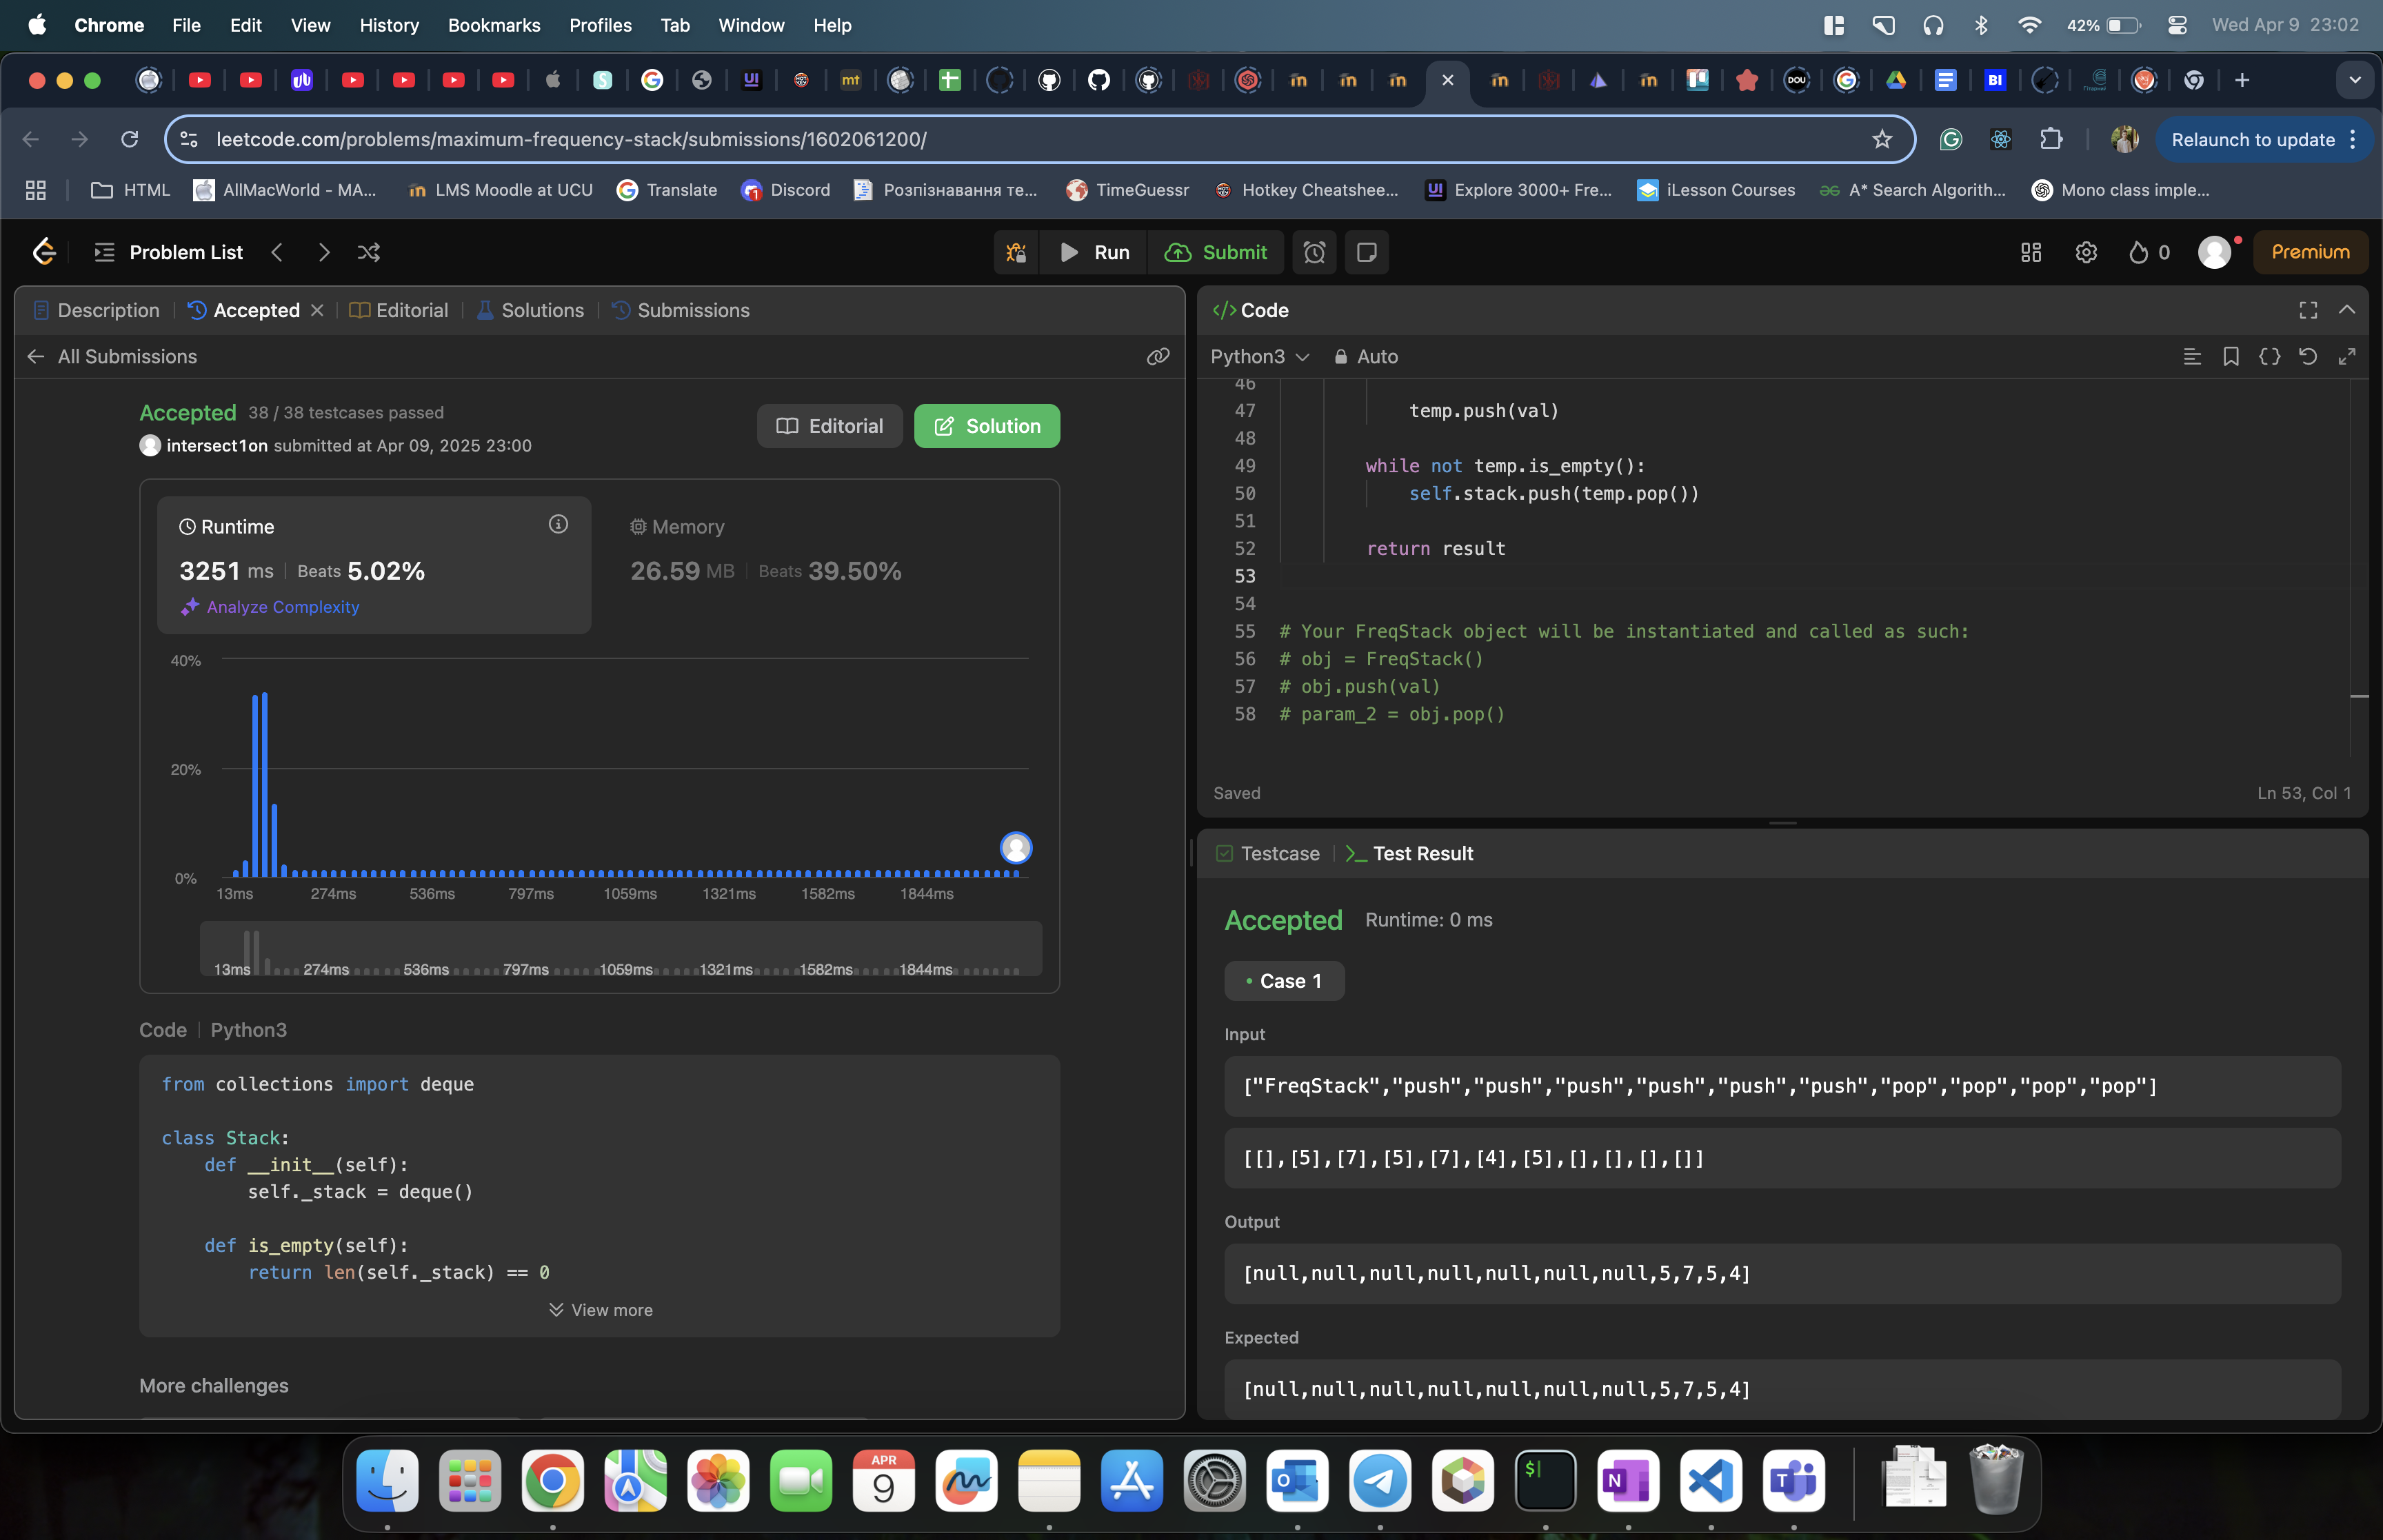 Chrome File Edit View History Bookmarks Profiles Tab Window Help 42% Wed Apr 9 23:02
leetcode.com/problems/maximum-frequency-stack/submissions/1602061200/ Relaunch to update
HTML AllMacWorld - MA... LMS Moodle at UCU Translate Discord Розпізнавання те... TimeGuessr Hotkey Cheatshee... Explore 3000+ Fre... iLesson Courses A* Search Algorith... Mono class imple...
Problem List Run Submit 0 Premium
Description Accepted Editorial Solutions Submissions
All Submissions
Accepted 38 / 38 testcases passed
intersect1on submitted at Apr 09, 2025 23:00
Editorial Solution
Runtime
3251 ms Beats 5.02%
Analyze Complexity
Memory
26.59 MB Beats 39.50%
40%
20%
0%
13ms 274ms 536ms 797ms 1059ms 1321ms 1582ms 1844ms
13ms 274ms 536ms 797ms 1059ms 1321ms 1582ms 1844ms
Code Python3
from collections import deque
class Stack:
def __init__(self):
self._stack = deque()
def is_empty(self):
return len(self._stack) == 0
View more
More challenges
</> Code
Python3 Auto
46
47 temp.push(val)
48
49 while not temp.is_empty():
50 self.stack.push(temp.pop())
51
52 return result
53
54
55 # Your FreqStack object will be instantiated and called as such:
56 # obj = FreqStack()
57 # obj.push(val)
58 # param_2 = obj.pop()
Saved Ln 53, Col 1
Testcase Test Result
Accepted Runtime: 0 ms
Case 1
Input
["FreqStack","push","push","push","push","push","push","pop","pop","pop","pop"]
[[],[5],[7],[5],[7],[4],[5],[],[],[],[]]
Output
[null,null,null,null,null,null,null,5,7,5,4]
Expected
[null,null,null,null,null,null,null,5,7,5,4]
APR
9